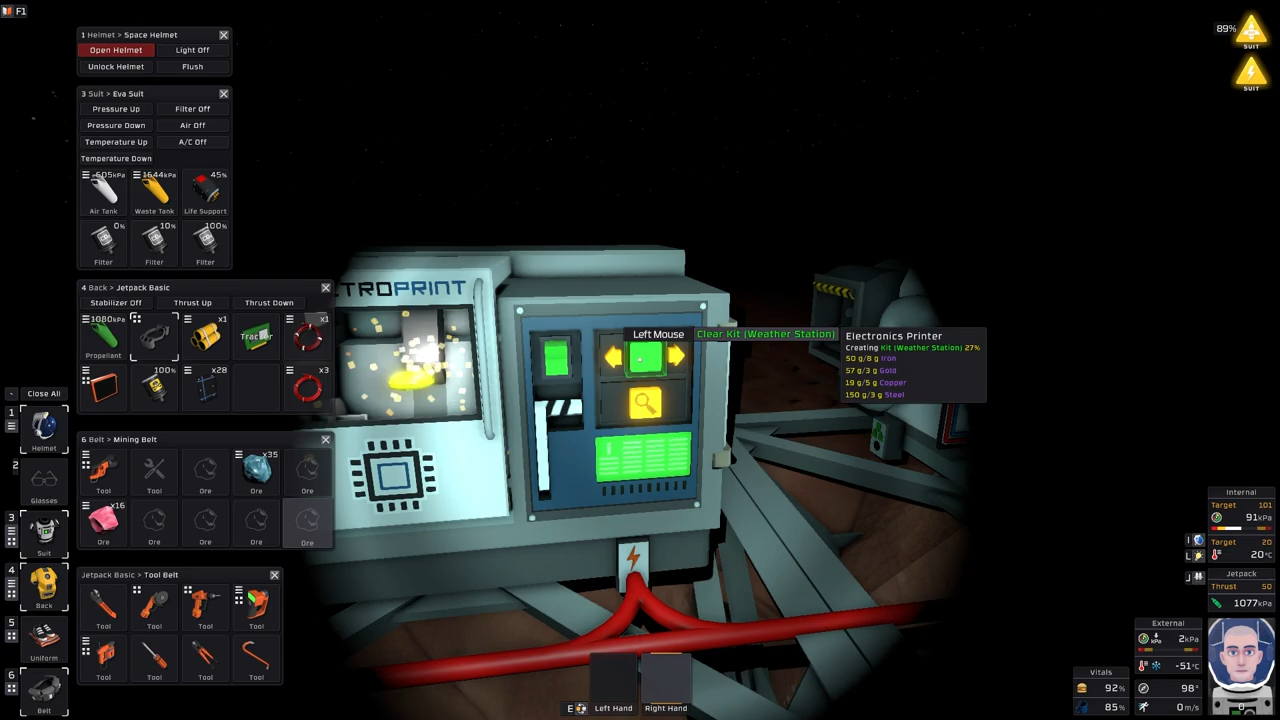 F1
1 Helmet > Space Helmet
Open Helmet
Light Off
Unlock Helmet
Flush
3 Suit > Eva Suit
Pressure Up
Filter Off
Pressure Down
Air Off
Temperature Up
A/C Off
Temperature Down
605kPa
Air Tank
1644kPa
Waste Tank
45%
Life Support
0%
Filter
10%
Filter
100%
Filter
4 Back > Jetpack Basic
Stabilizer Off
Thrust Up
Thrust Down
1080kPa
Propellant
x1
Tracker
x1
100%
x28
x3
- Close All
1
Helmet
2
Glasses
3
Suit
4
Back
5
Uniform
6
Belt
6 Belt > Mining Belt
Tool
Tool
Ore
x35
Ore
Ore
x16
Ore
Ore
Ore
Ore
Ore
Jetpack Basic > Tool Belt
Tool
Tool
Tool
Tool
Tool
Tool
Tool
Tool
TROPRINT
Left Mouse
Clear Kit (Weather Station)
Electronics Printer
Creating Kit (Weather Station) 27%
50 g/8 g Iron
57 g/3 g Gold
19 g/5 g Copper
150 g/3 g Steel
E
Left Hand
Right Hand
89%
SUIT
SUIT
Internal
Target 101
91kPa
Target 20
20°C
I
L
J
Jetpack
Thrust 50
1077kPa
External
kPa
2kPa
-51°C
98°
0m/s
Vitals
92%
85%
0